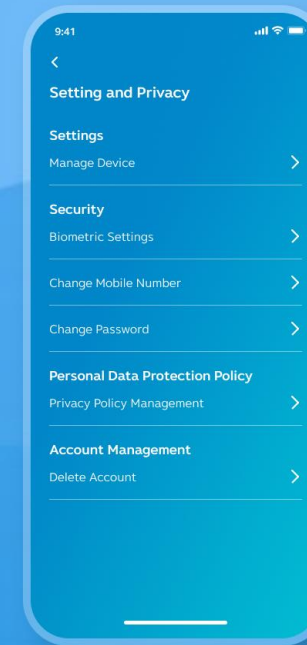 9:41
Setting and Privacy
Settings
Manage Device
Security
Biometric Settings
Change Mobile Number
Change Password
Personal Data Protection Policy
Privacy Policy Management
Account Management
Delete Account